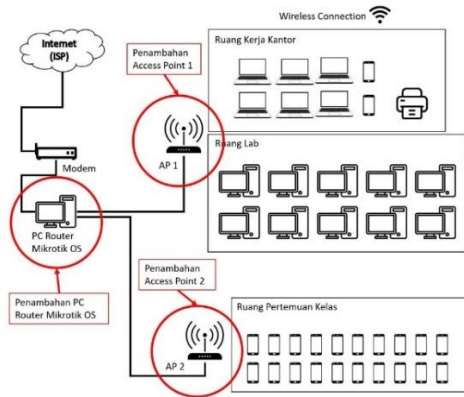 Wireless Connection
Internet
(ISP)
Penambahan
Access Point 1
Ruang Kerja Kantor
AP 1
Modem
Ruang Lab
PC Router
Mikrotik OS
Penambahan PC
Router Mikrotik OS
Penambahan
Access Point 2
AP 2
Ruang Pertemuan Kelas